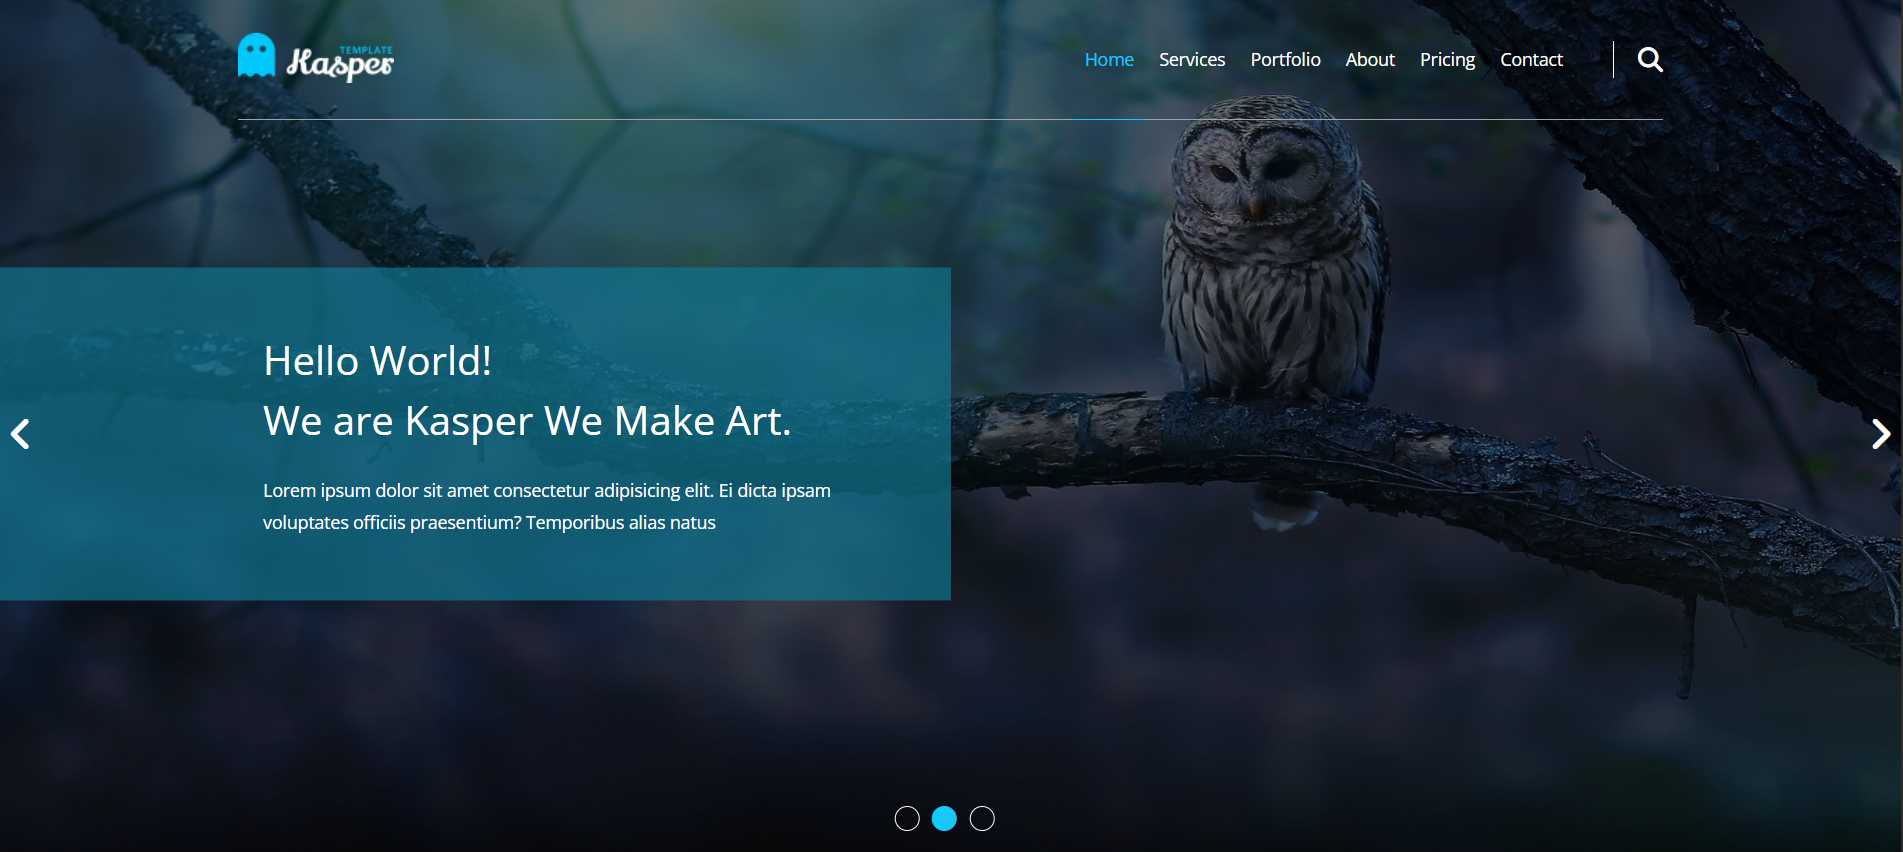 TEMPLATE
Kasper
Home Services Portfolio About Pricing Contact
Hello World!
We are Kasper We Make Art.
Lorem ipsum dolor sit amet consectetur adipisicing elit. Ei dicta ipsam
voluptates officiis praesentium? Temporibus alias natus